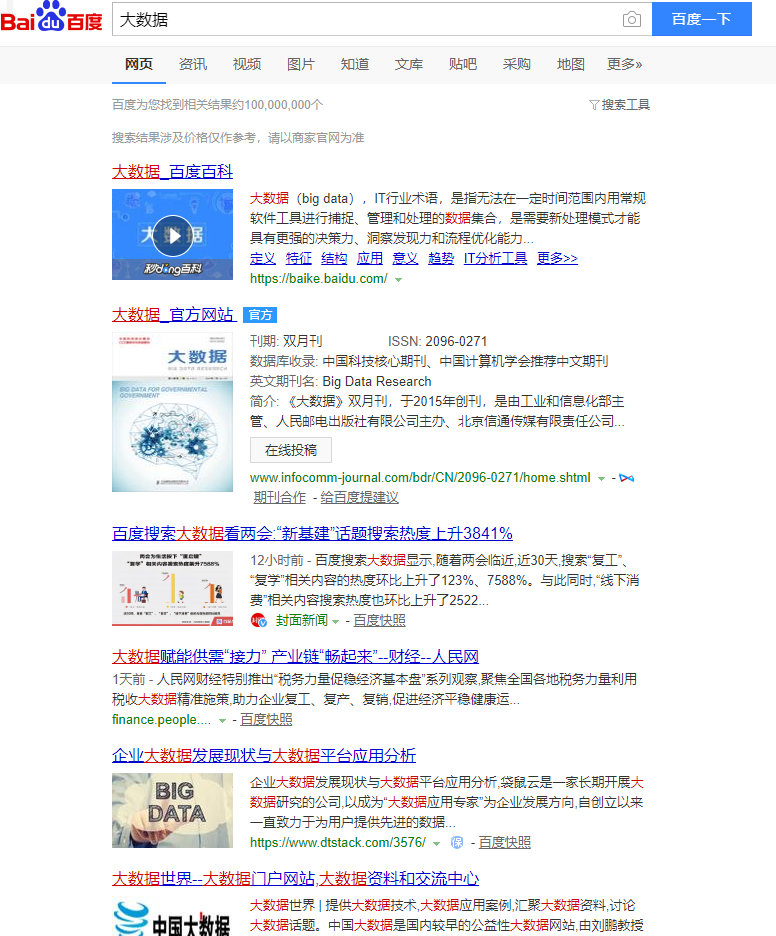 Bai du 百度
大数据
百度一下
网页 资讯 视频 图片 知道 文库 贴吧 采购 地图 更多»
百度为您找到相关结果约100,000,000个
搜索工具
搜索结果涉及价格仅作参考，请以商家官网为准
大数据_百度百科
大数据
秒dǒng百科
大数据（big data），IT行业术语，是指无法在一定时间范围内用常规
软件工具进行捕捉、管理和处理的数据集合，是需要新处理模式才能
具有更强的决策力、洞察发现力和流程优化能力...
定义 特征 结构 应用 意义 趋势 IT分析工具 更多>>
https://baike.baidu.com/
大数据_官方网站 官方
大数据
BIG DATA FOR GOVERNMENTAL
GOVERNMENT
刊期: 双月刊 ISSN: 2096-0271
数据库收录: 中国科技核心期刊、中国计算机学会推荐中文期刊
英文期刊名: Big Data Research
简介: 《大数据》双月刊，于2015年创刊，是由工业和信息化部主
管、人民邮电出版社有限公司主办、北京信通传媒有限责任公司...
在线投稿
www.infocomm-journal.com/bdr/CN/2096-0271/home.shtml -
期刊合作 - 给百度提建议
百度搜索大数据看两会:“新基建”话题搜索热度上升3841%
两会为生活按下“重启键”
“复学”相关内容搜索热度飙升7588%
12小时前 - 百度搜索大数据显示,随着两会临近,近30天,搜索“复工”、
“复学”相关内容的热度环比上升了123%、7588%。与此同时,“线下消
费”相关内容搜索热度也环比上升了2522...
封面新闻 - 百度快照
大数据赋能供需“接力” 产业链“畅起来”--财经--人民网
1天前 - 人民网财经特别推出“税务力量促稳经济基本盘”系列观察,聚焦全国各地税务力量利用
税收大数据精准施策,助力企业复工、复产、复销,促进经济平稳健康运...
finance.people.... - 百度快照
企业大数据发展现状与大数据平台应用分析
BIG
DATA
企业大数据发展现状与大数据平台应用分析,袋鼠云是一家长期开展大
数据研究的公司,以成为“大数据应用专家”为企业发展方向,自创立以来
一直致力于为用户提供先进的数据...
https://www.dtstack.com/3576/ 保 - 百度快照
大数据世界--大数据门户网站,大数据资料和交流中心
中国大数据
大数据世界 | 提供大数据技术,大数据应用案例,汇聚大数据资料,讨论
大数据话题。中国大数据是国内较早的公益性大数据网站,由刘鹏教授